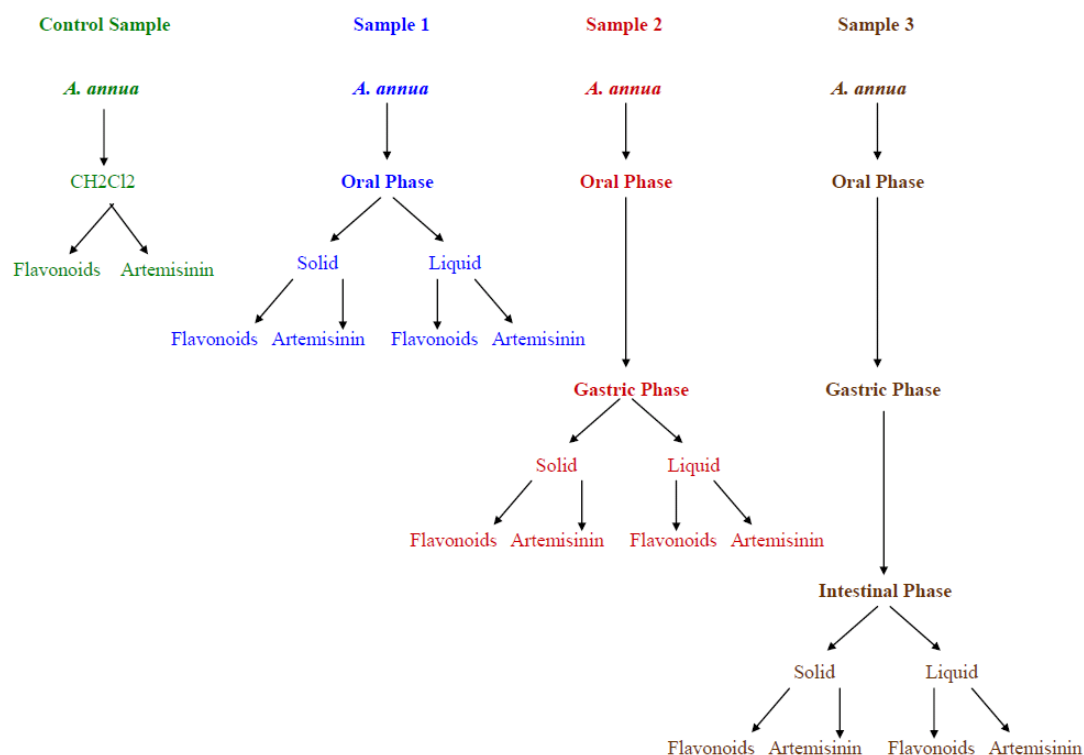 Control Sample
Sample 1
Sample 2
Sample 3
A. annua
A. annua
A. annua
A. annua
CH2Cl2
Oral Phase
Oral Phase
Oral Phase
Flavonoids
Artemisinin
Solid
Liquid
Flavonoids
Artemisinin
Flavonoids
Artemisinin
Gastric Phase
Gastric Phase
Solid
Liquid
Flavonoids
Artemisinin
Flavonoids
Artemisinin
Intestinal Phase
Solid
Liquid
Flavonoids
Artemisinin
Flavonoids
Artemisinin